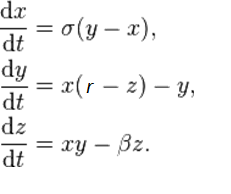 dx/dt = σ(y − x),
dy/dt = x(r − z) − y,
dz/dt = xy − βz.